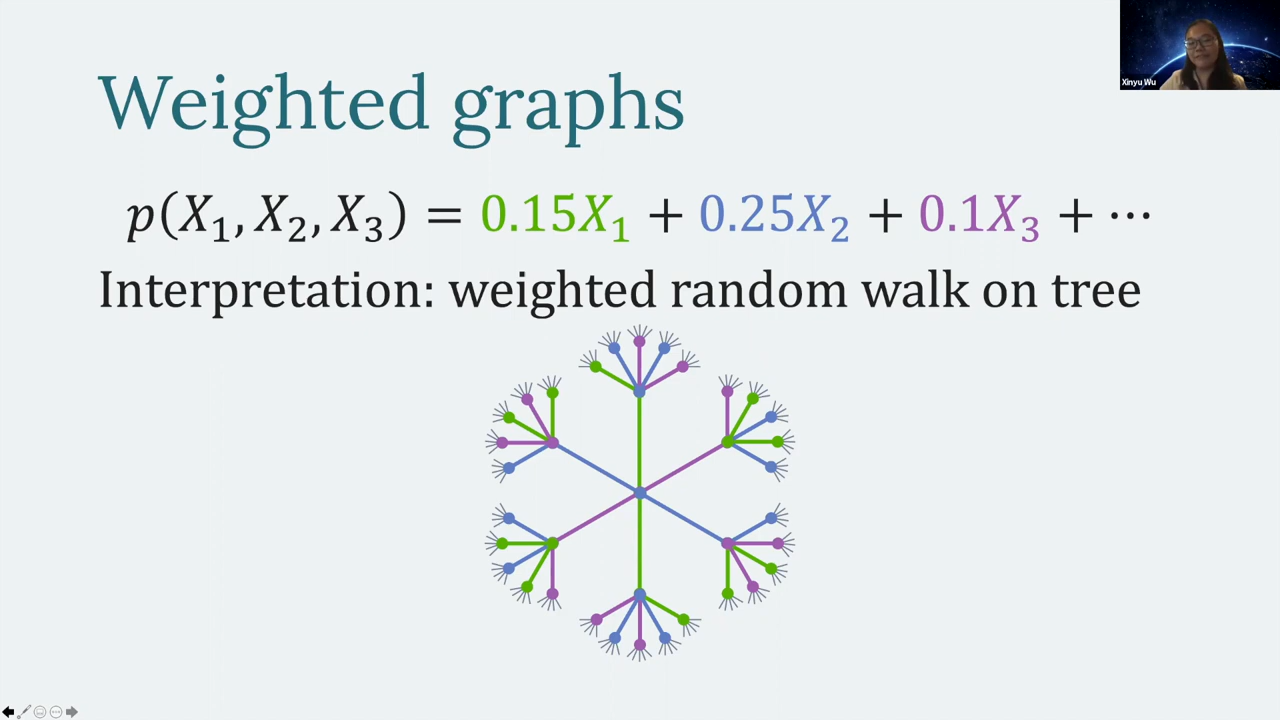 Weighted graphs
p(X₁, X₂, X₃) = 0.15X₁ + 0.25X₂ + 0.1X₃ + ⋯
Interpretation: weighted random walk on tree
Xinyu Wu